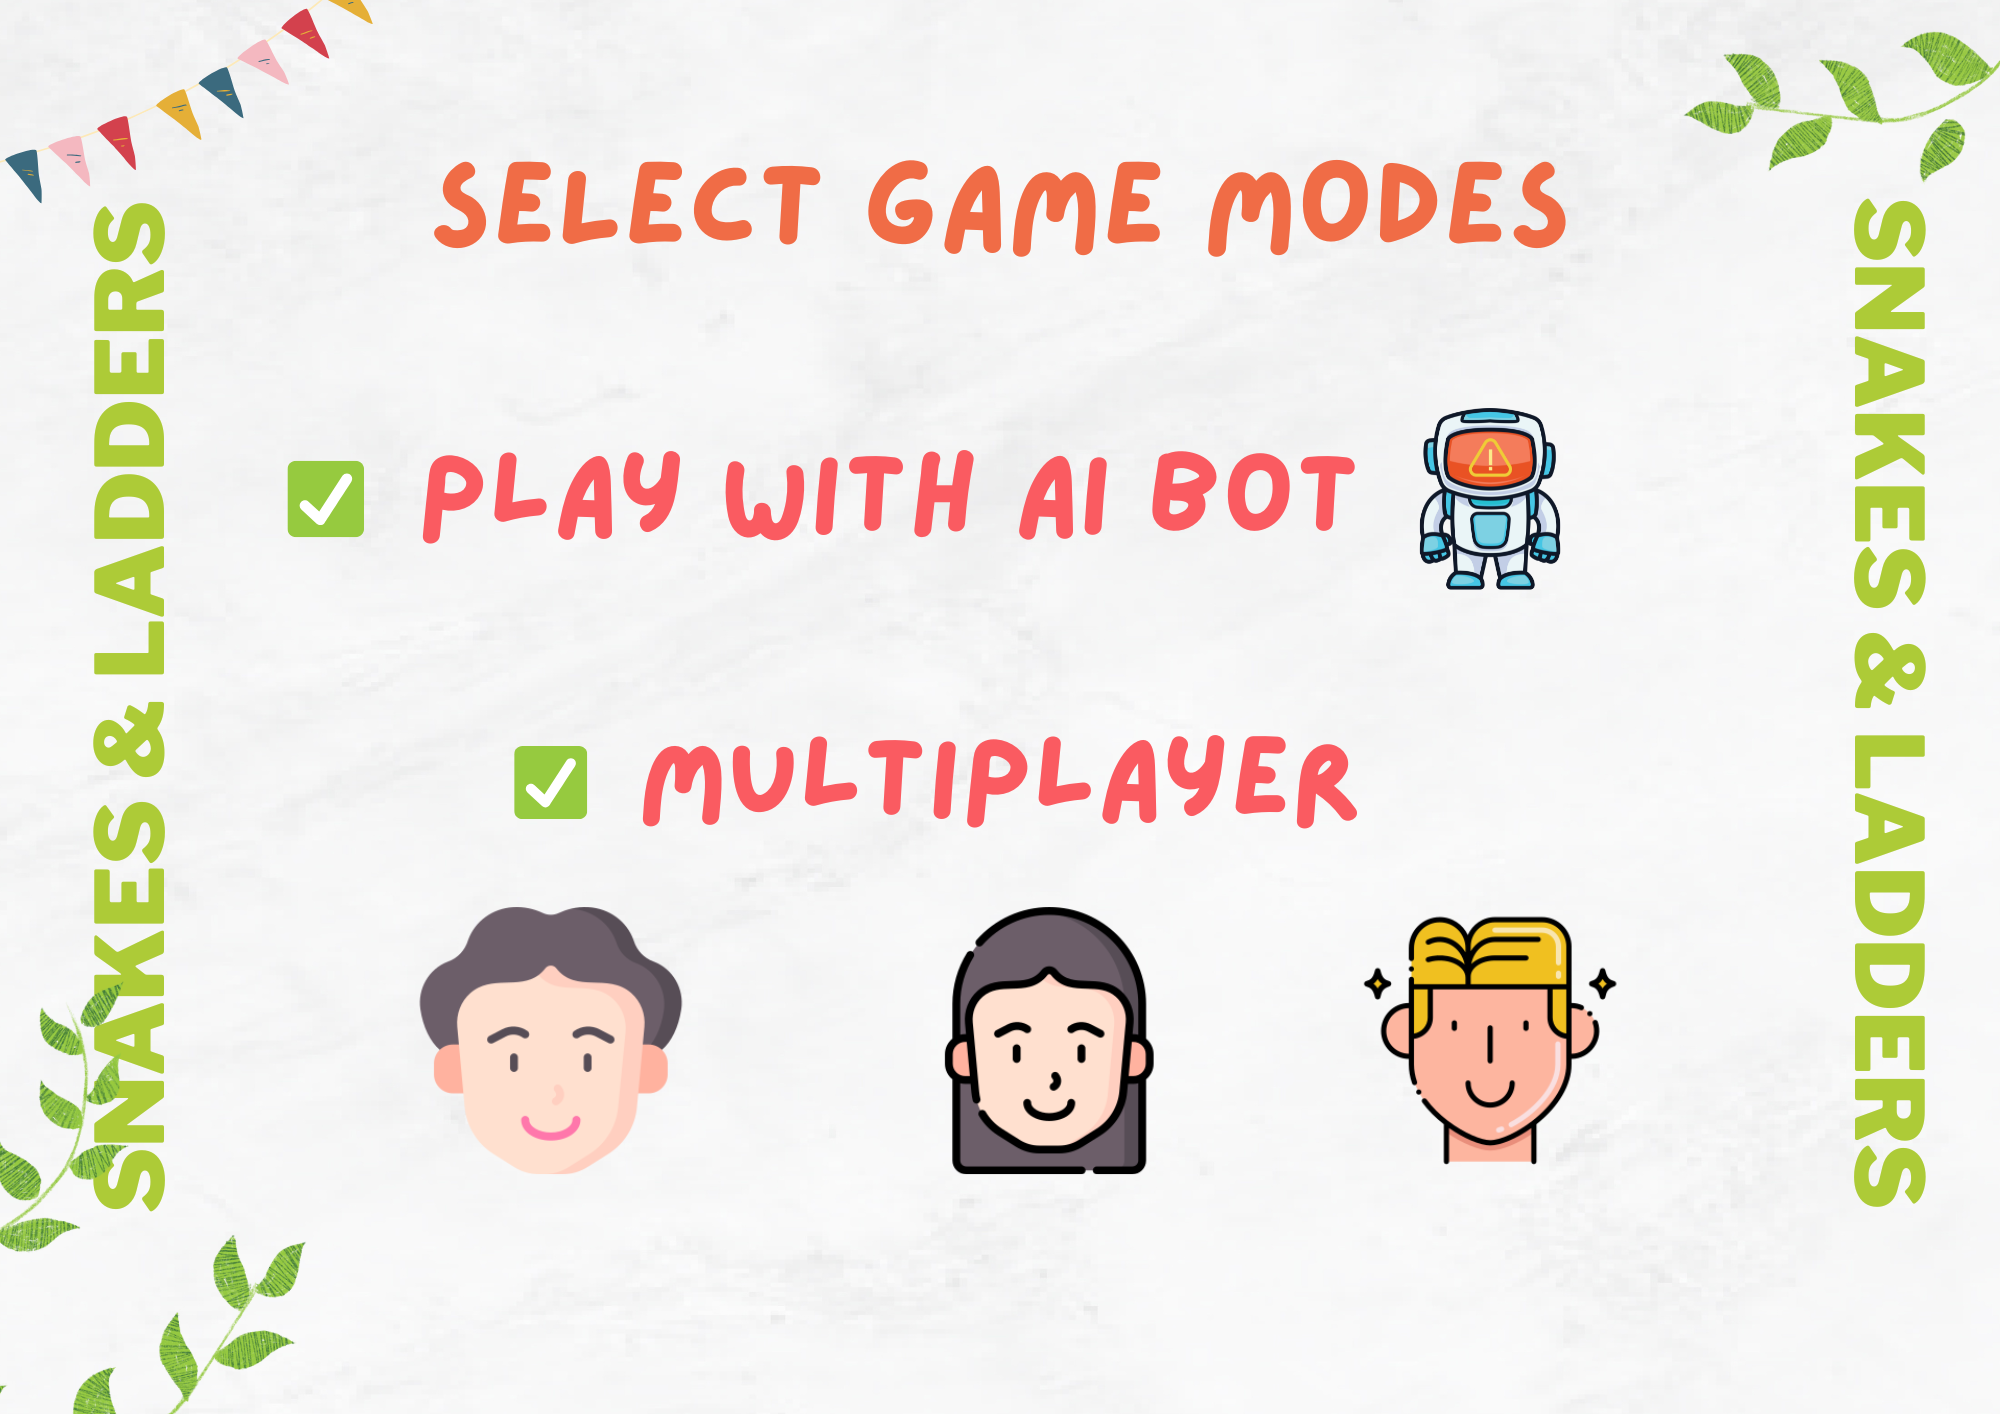 SELECT GAME MODES
SNAKES & LADDERS
PLAY WITH AI BOT
MULTIPLAYER
SNAKES & LADDERS